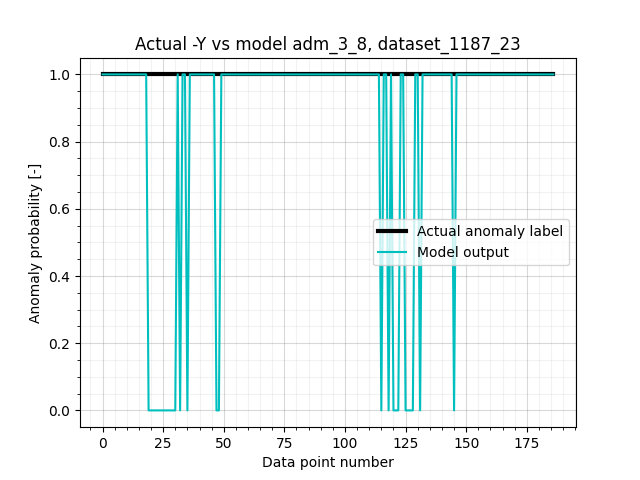 Actual -Y vs model adm_3_8, dataset_1187_23
Anomaly probability [-]
1.0
0.8
0.6
0.4
0.2
0.0
Actual anomaly label
Model output
0 25 50 75 100 125 150 175
Data point number